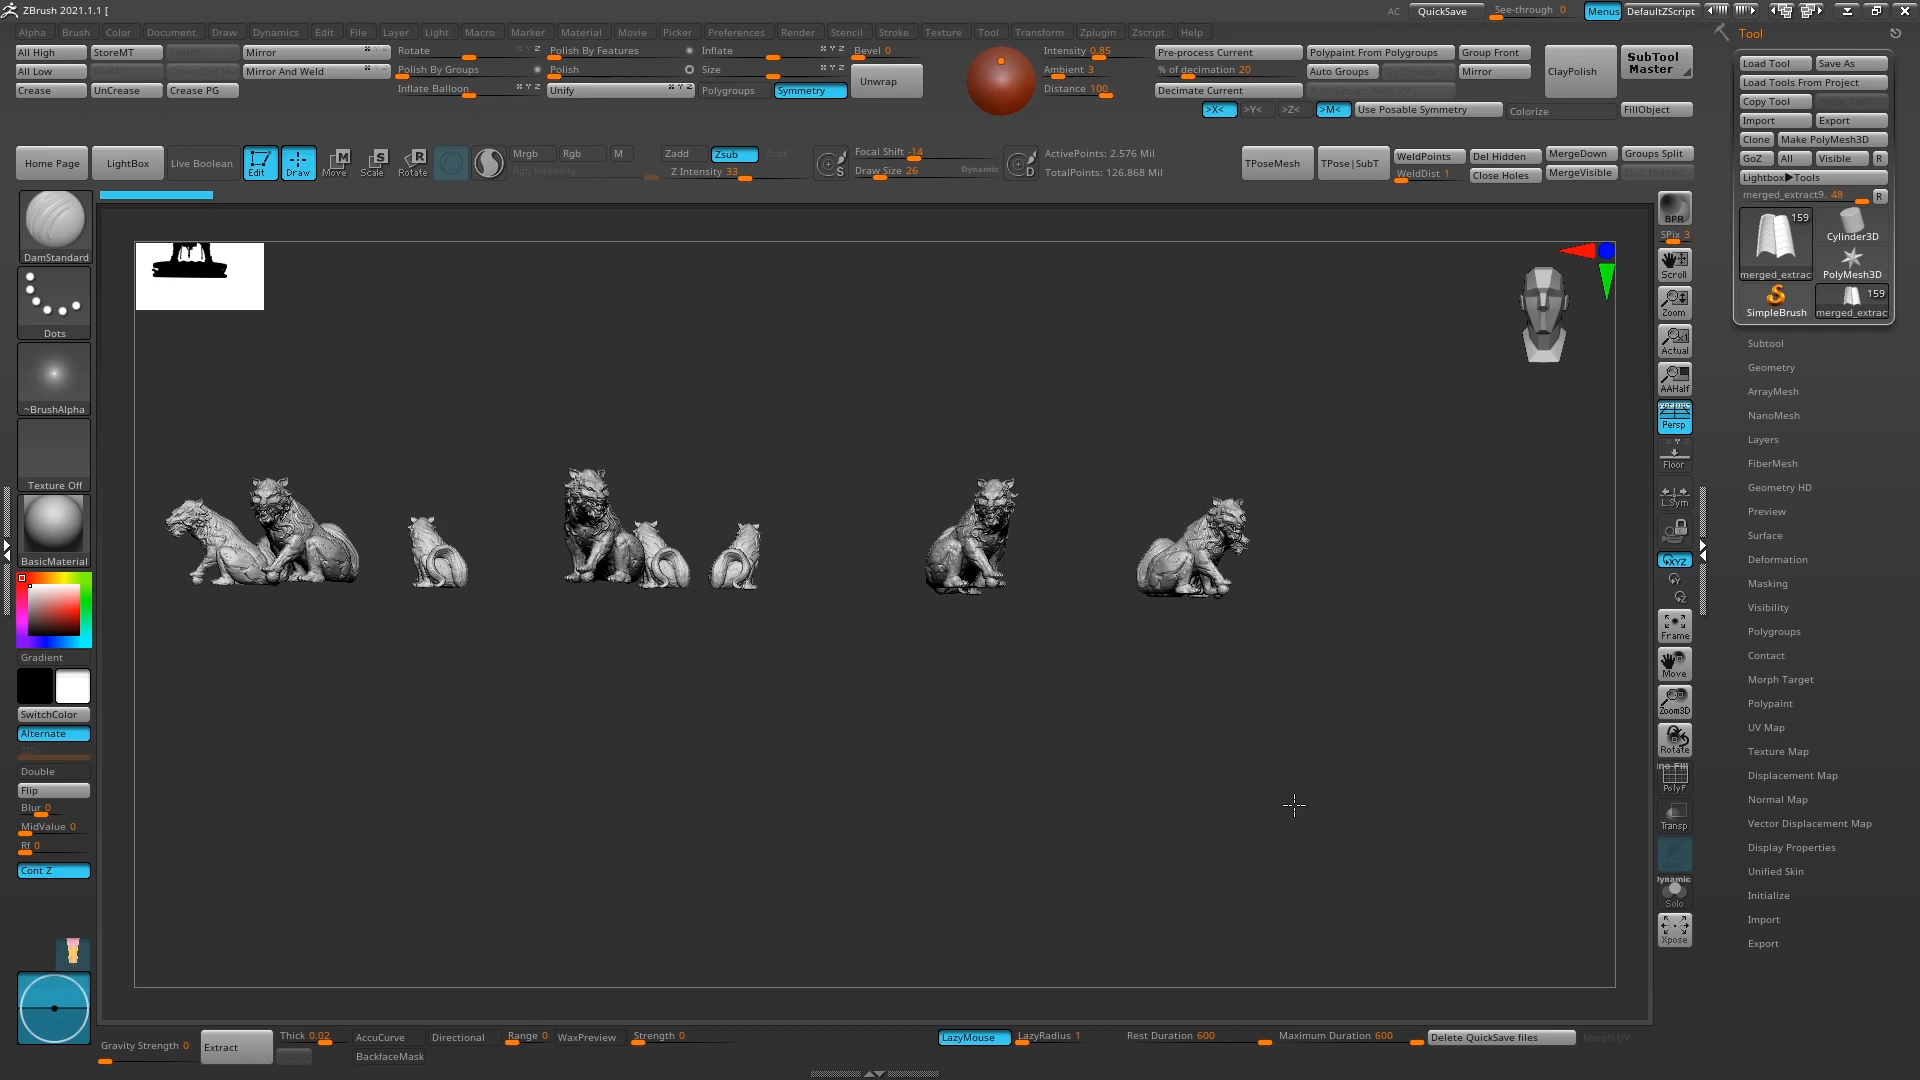 ZBrush 2021.1.1 [
AC QuickSave See-through 0 Menus DefaultZScript
Alpha Brush Color Document Draw Dynamics Edit File Layer Light Macro Marker Material Movie Picker Preferences Render Stencil Stroke Texture Tool Transform Zplugin Zscript Help
Tool
All High StoreMT Mirror Rotate Polish By Features Inflate Bevel 0 Intensity 0.85 Pre-process Current Polypaint From Polygroups Group Front
All Low Mirror And Weld Polish By Groups Polish Size Unwrap Ambient 3 % of decimation 20 Auto Groups Mirror ClayPolish SubTool Master
Crease UnCrease Crease PG Inflate Balloon Unify Polygroups Symmetry Distance 100 Decimate Current
>X< >Y< >Z< >M< Use Posable Symmetry Colorize FillObject
Home Page LightBox Live Boolean Edit Draw Move Scale Rotate
Mrgb Rgb M Zadd Zsub Zcut Focal Shift -14 ActivePoints: 2.576 Mil
Rgb Intensity Z Intensity 33 Draw Size 26 Dynamic TotalPoints: 126.868 Mil
TPoseMesh TPose|SubT WeldPoints Del Hidden MergeDown Groups Split
WeldDist 1 Close Holes MergeVisible
Load Tool Save As
Load Tools From Project
Copy Tool
Import Export
Clone Make PolyMesh3D
GoZ All Visible R
Lightbox▶Tools
merged_extract9. 48 R
159
Cylinder3D
merged_extrac PolyMesh3D
159
SimpleBrush merged_extrac
Subtool
Geometry
ArrayMesh
NanoMesh
Layers
FiberMesh
Geometry HD
Preview
Surface
Deformation
Masking
Visibility
Polygroups
Contact
Morph Target
Polypaint
UV Map
Texture Map
Displacement Map
Normal Map
Vector Displacement Map
Display Properties
Unified Skin
Initialize
Import
Export
BPR
SPix 3
Scroll
Zoom
Actual
AAHalf
Dynamic
Persp
Floor
L.Sym
XYZ
Frame
Move
Zoom3D
Rotate
PolyF
Transp
Dynamic
Solo
Xpose
DamStandard
Dots
~BrushAlpha
Texture Off
BasicMaterial
Gradient
SwitchColor
Alternate
SDiv
Double
Flip
Blur 0
MidValue 0
Rf 0
Cont Z
Gravity Strength 0 Extract Thick 0.02 AccuCurve Directional Range 0 WaxPreview Strength 0 LazyMouse LazyRadius 1 Rest Duration 600 Maximum Duration 600 Delete QuickSave files Morph UV
BackfaceMask